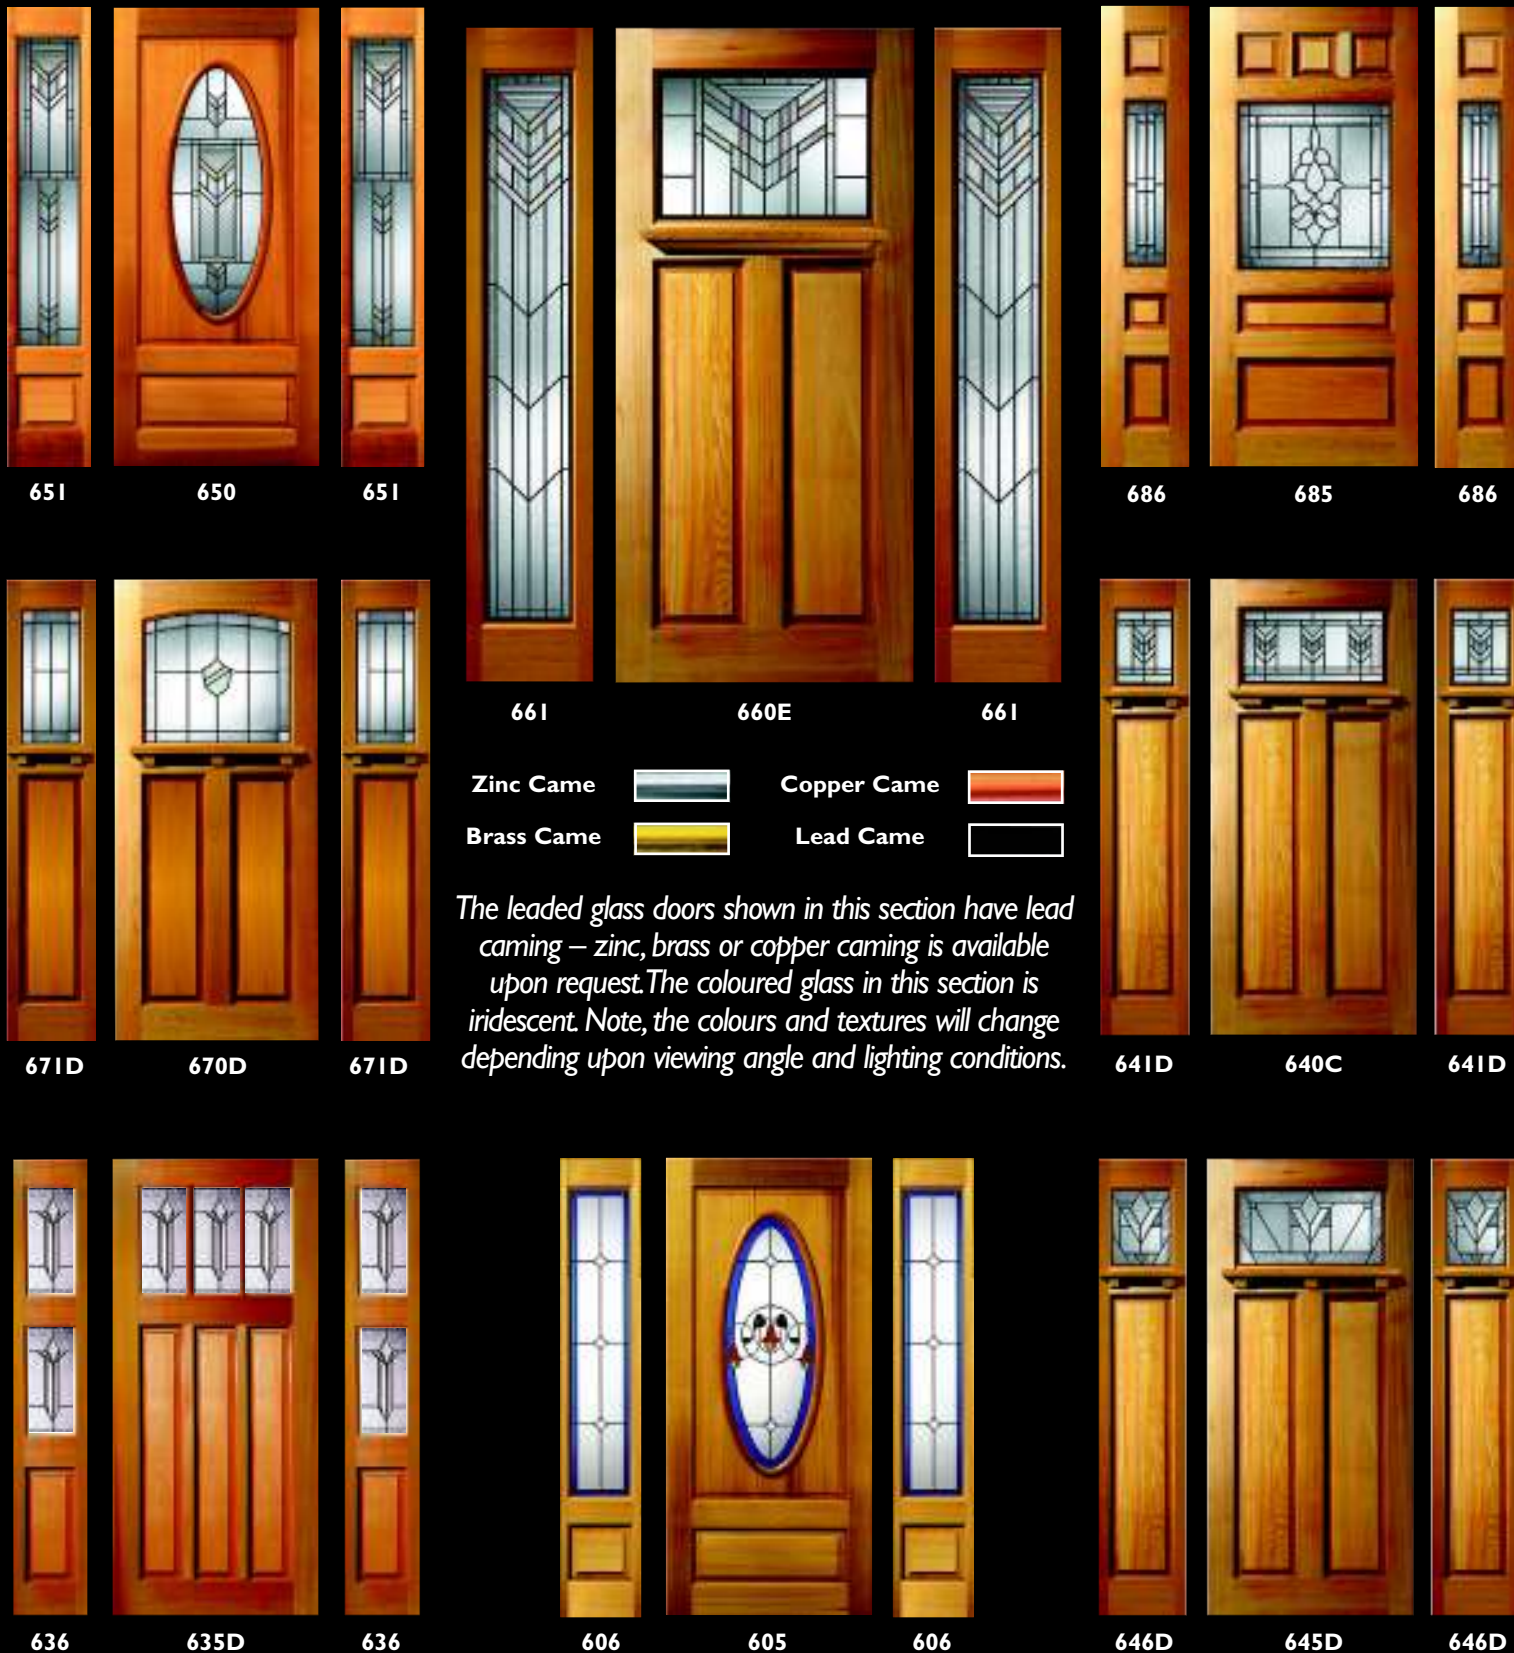 651 650 651
686 685 686
661 660E 661
Zinc Came Copper Came
Brass Came Lead Came
The leaded glass doors shown in this section have lead
caming – zinc, brass or copper caming is available
upon request. The coloured glass in this section is
iridescent. Note, the colours and textures will change
depending upon viewing angle and lighting conditions.
671D 670D 671D
641D 640C 641D
636 635D 636
606 605 606
646D 645D 646D